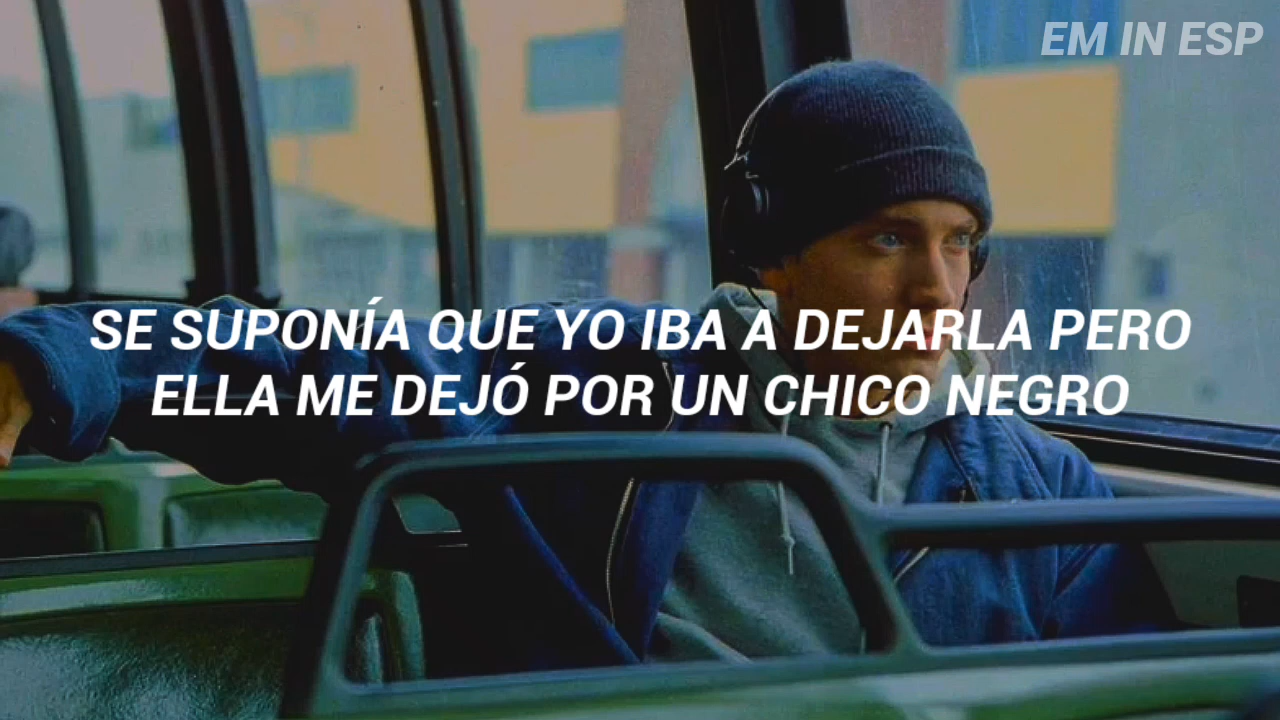 EM IN ESP
SE SUPONÍA QUE YO IBA A DEJARLA PERO
ELLA ME DEJÓ POR UN CHICO NEGRO